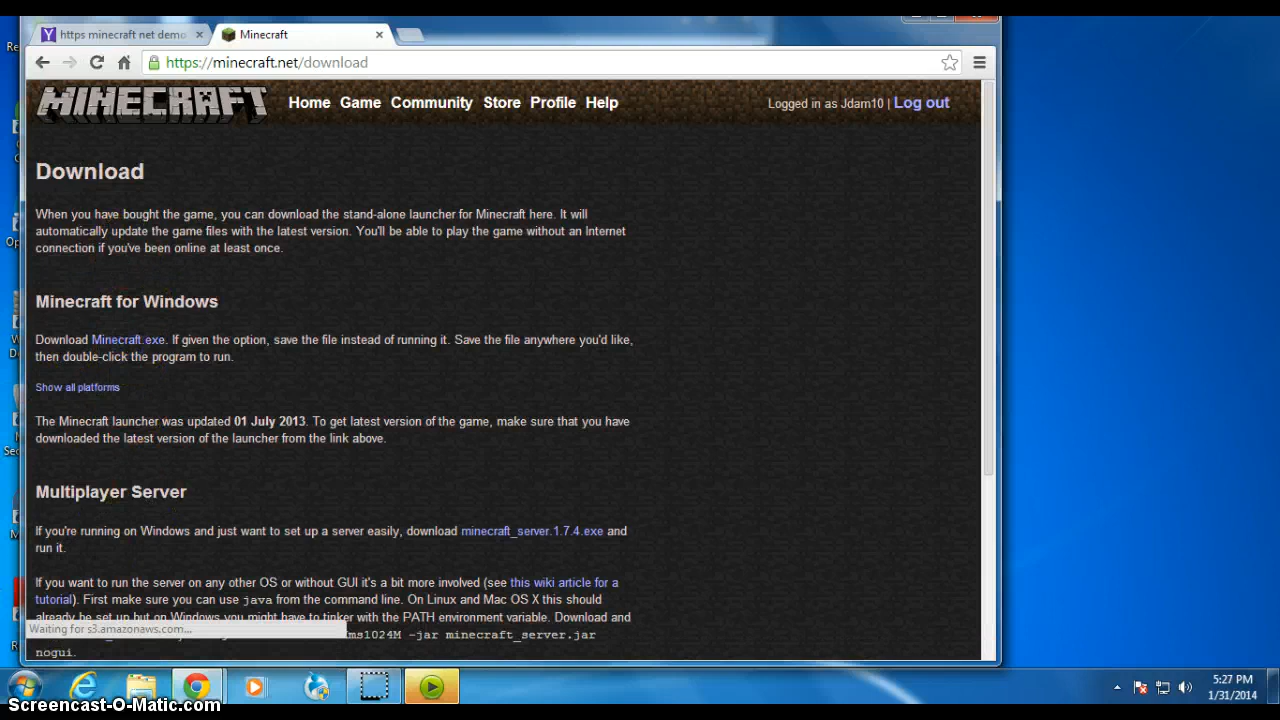 https minecraft net demo
Minecraft
https://minecraft.net/download
MINECRAFT
Home Game Community Store Profile Help
Logged in as Jdam10 | Log out
Download
When you have bought the game, you can download the stand-alone launcher for Minecraft here. It will
automatically update the game files with the latest version. You'll be able to play the game without an Internet
connection if you've been online at least once.
Minecraft for Windows
Download Minecraft.exe. If given the option, save the file instead of running it. Save the file anywhere you'd like,
then double-click the program to run.
Show all platforms
The Minecraft launcher was updated 01 July 2013. To get latest version of the game, make sure that you have
downloaded the latest version of the launcher from the link above.
Multiplayer Server
If you're running on Windows and just want to set up a server easily, download minecraft_server.1.7.4.exe and
run it.
If you want to run the server on any other OS or without GUI it's a bit more involved (see this wiki article for a
tutorial). First make sure you can use java from the command line. On Linux and Mac OS X this should
already be set up but on Windows you might have to tinker with the PATH environment variable. Download and
Waiting for s3.amazonaws.com...
ms1024M -jar minecraft_server.jar
nogui.
5:27 PM
1/31/2014
Screencast-O-Matic.com